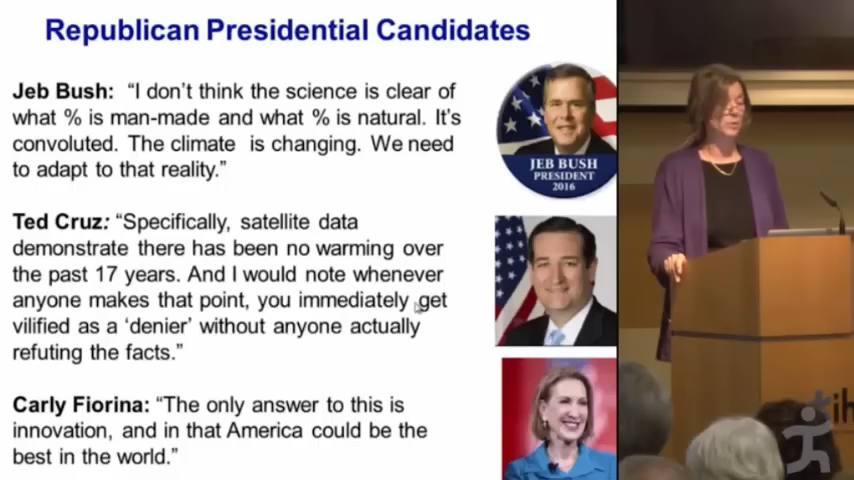 Republican Presidential Candidates
Jeb Bush: “I don’t think the science is clear of
what % is man-made and what % is natural. It’s
convoluted. The climate is changing. We need
to adapt to that reality.”
JEB BUSH
PRESIDENT
2016
Ted Cruz: “Specifically, satellite data
demonstrate there has been no warming over
the past 17 years. And I would note whenever
anyone makes that point, you immediately get
vilified as a ‘denier’ without anyone actually
refuting the facts.”
Carly Fiorina: “The only answer to this is
innovation, and in that America could be the
best in the world.”